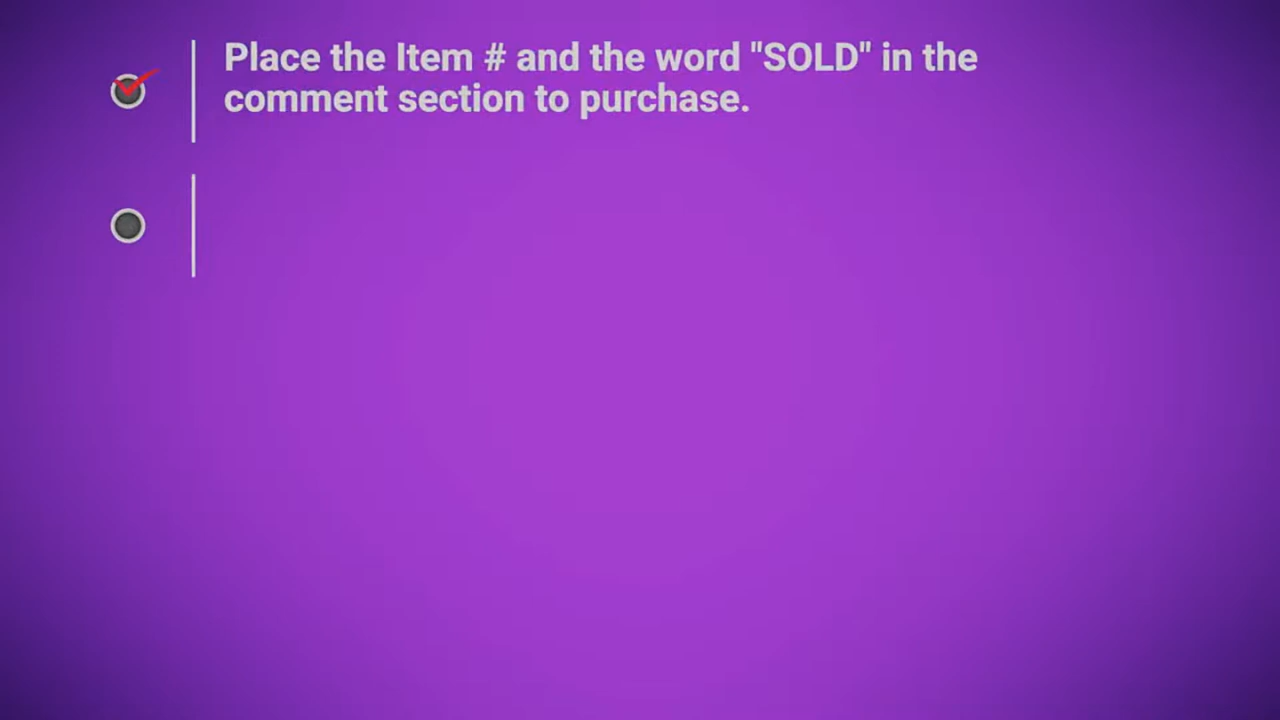 Place the Item # and the word "SOLD" in the
comment section to purchase.